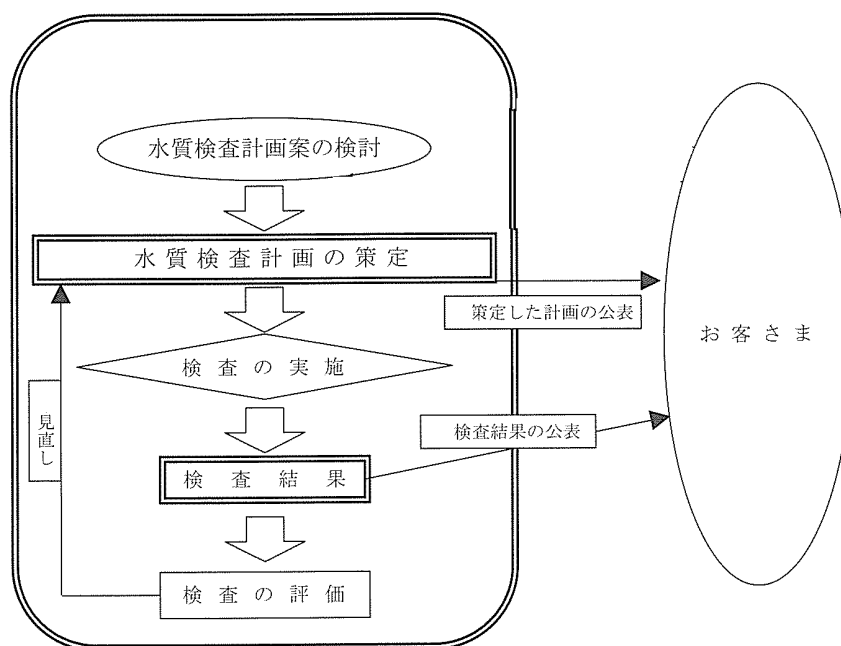 水質検査計画案の検討
水質検査計画の策定
策定した計画の公表
お客さま
検査の実施
見直し
検査結果の公表
検査結果
検査の評価